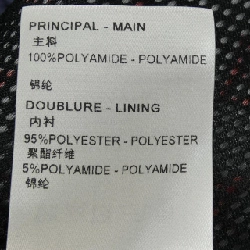 PRINCIPAL - MAIN
主料
100%POLYAMIDE - POLYAMIDE
锦纶
DOUBLURE - LINING
内衬
95%POLYESTER - POLYESTER
聚酯纤维
5%POLYAMIDE - POLYAMIDE
锦纶